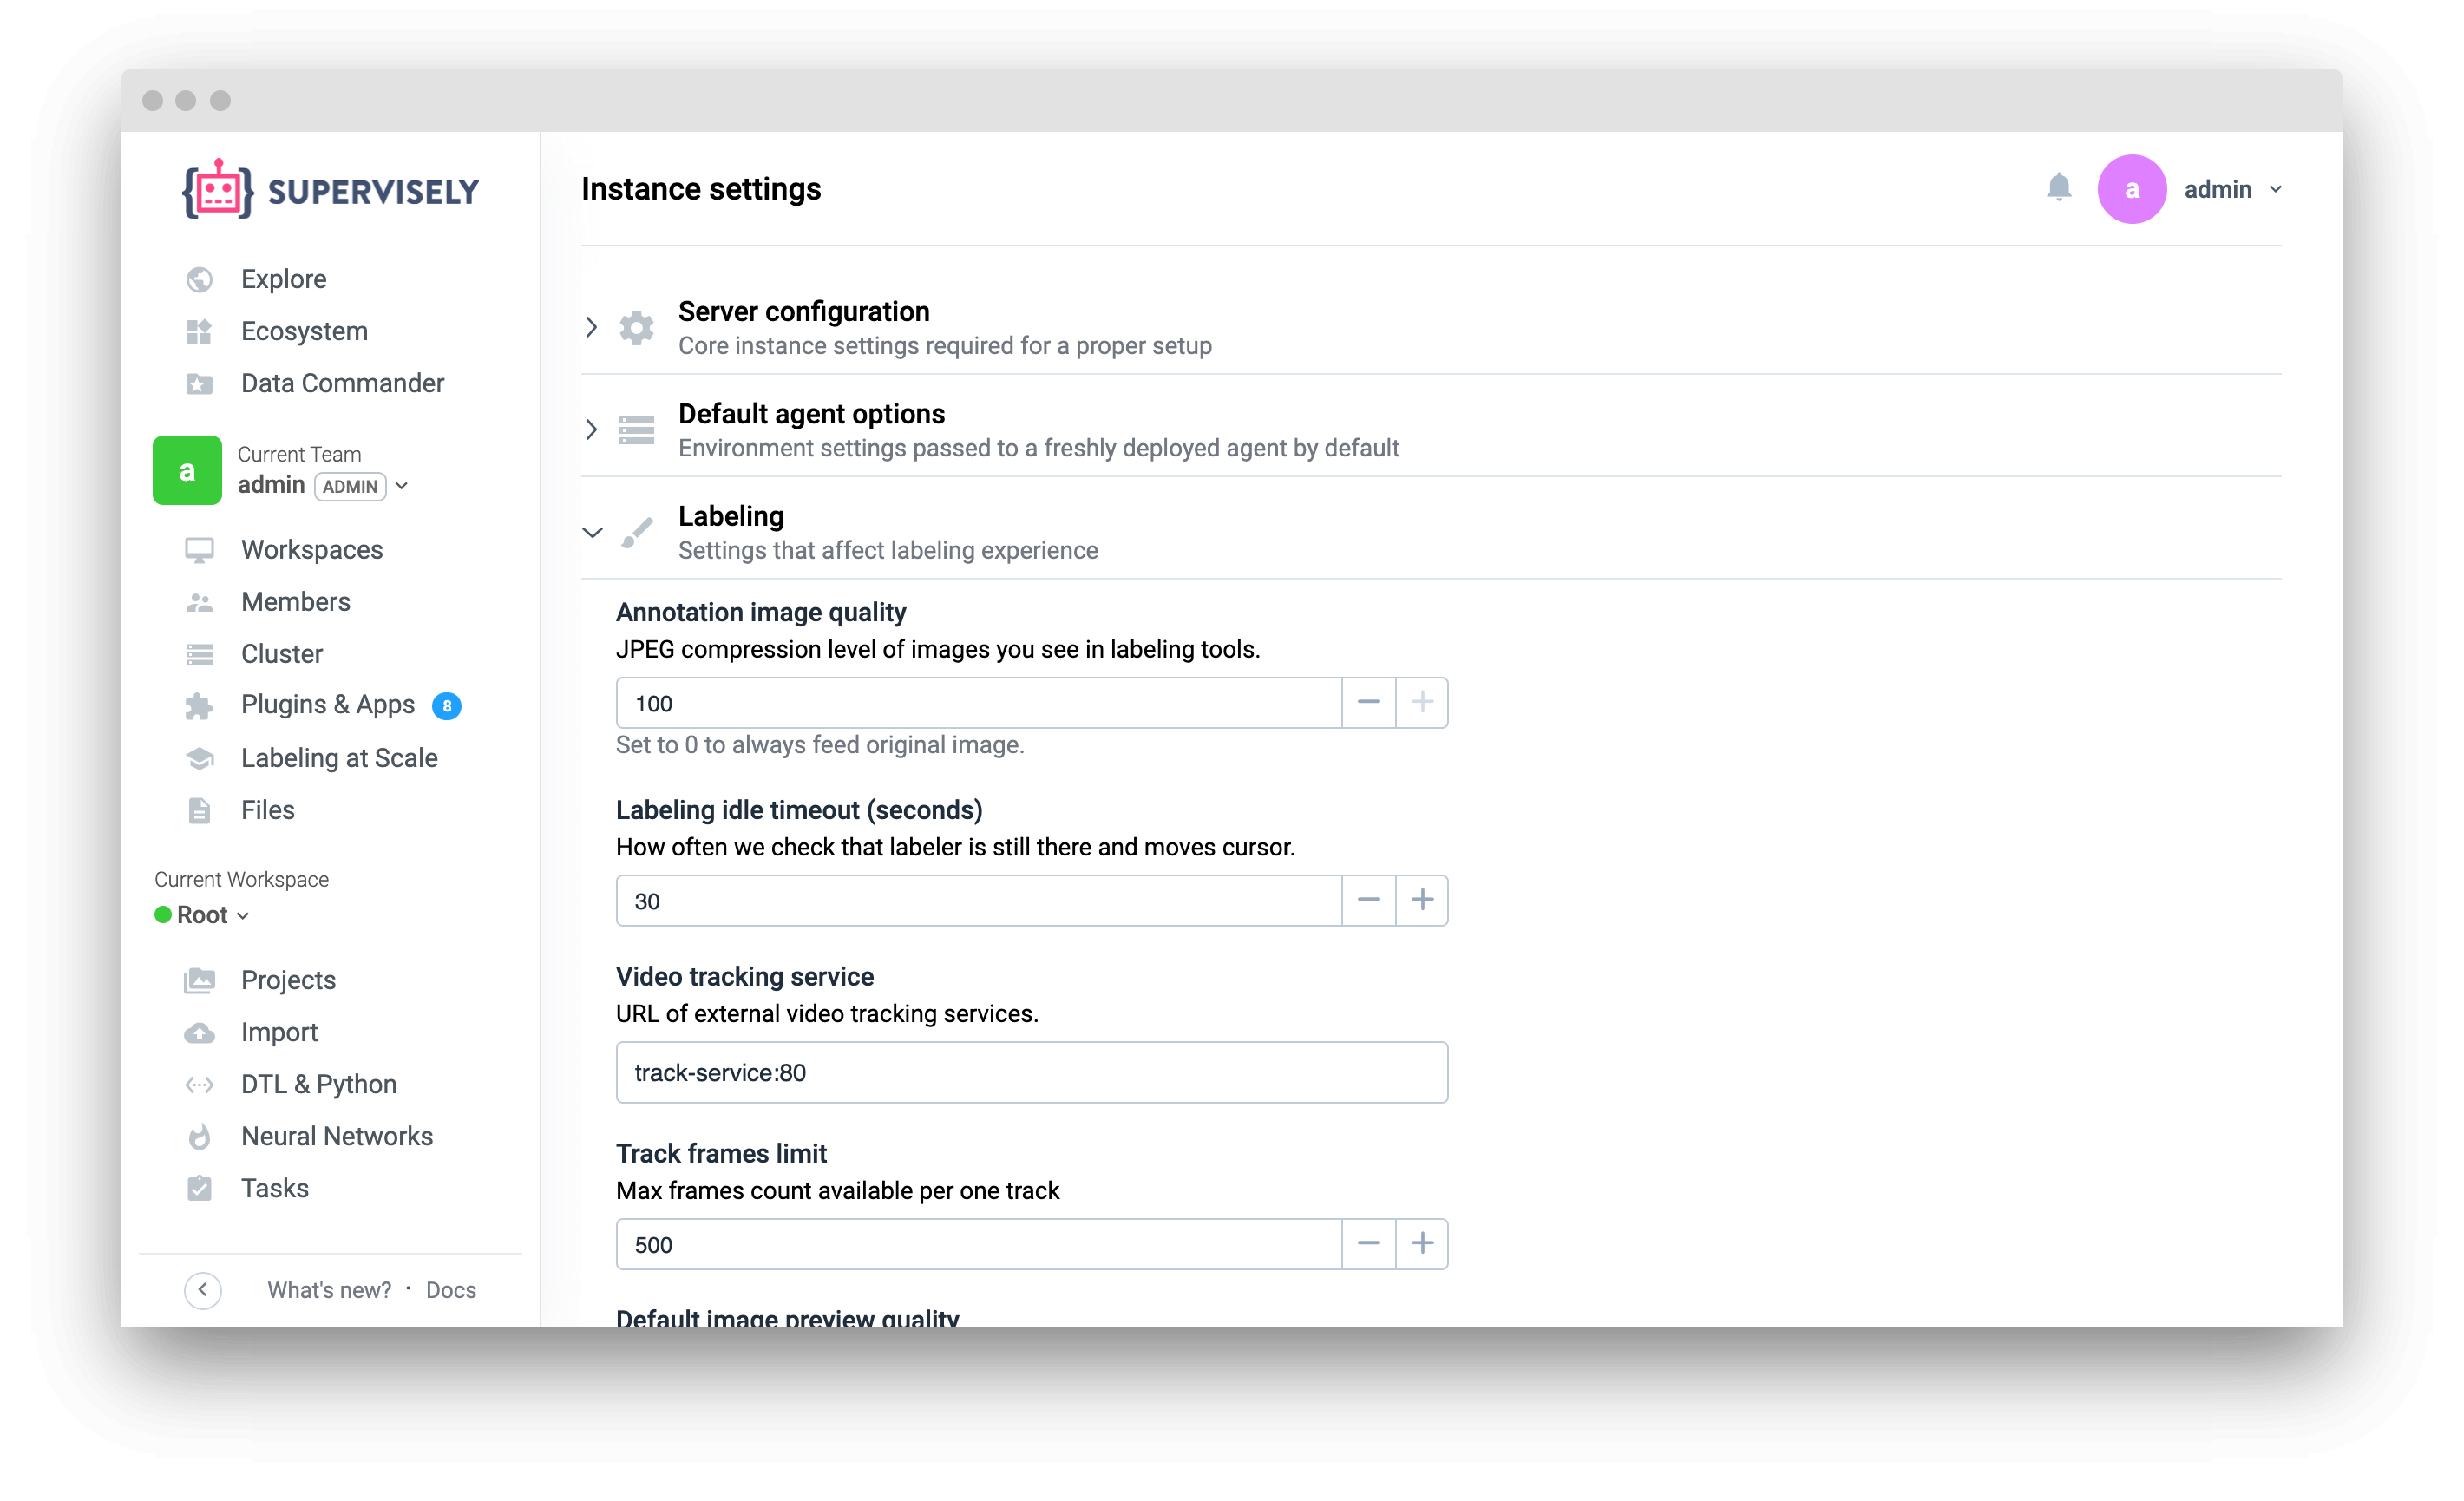 SUPERVISELY
Explore
Ecosystem
Data Commander
a
Current Team
admin ADMIN
Workspaces
Members
Cluster
Plugins & Apps 8
Labeling at Scale
Files
Current Workspace
Root
Projects
Import
DTL & Python
Neural Networks
Tasks
What's new? · Docs
Instance settings
a admin
Server configuration
Core instance settings required for a proper setup
Default agent options
Environment settings passed to a freshly deployed agent by default
Labeling
Settings that affect labeling experience
Annotation image quality
JPEG compression level of images you see in labeling tools.
100
Set to 0 to always feed original image.
Labeling idle timeout (seconds)
How often we check that labeler is still there and moves cursor.
30
Video tracking service
URL of external video tracking services.
track-service:80
Track frames limit
Max frames count available per one track
500
Default image preview quality